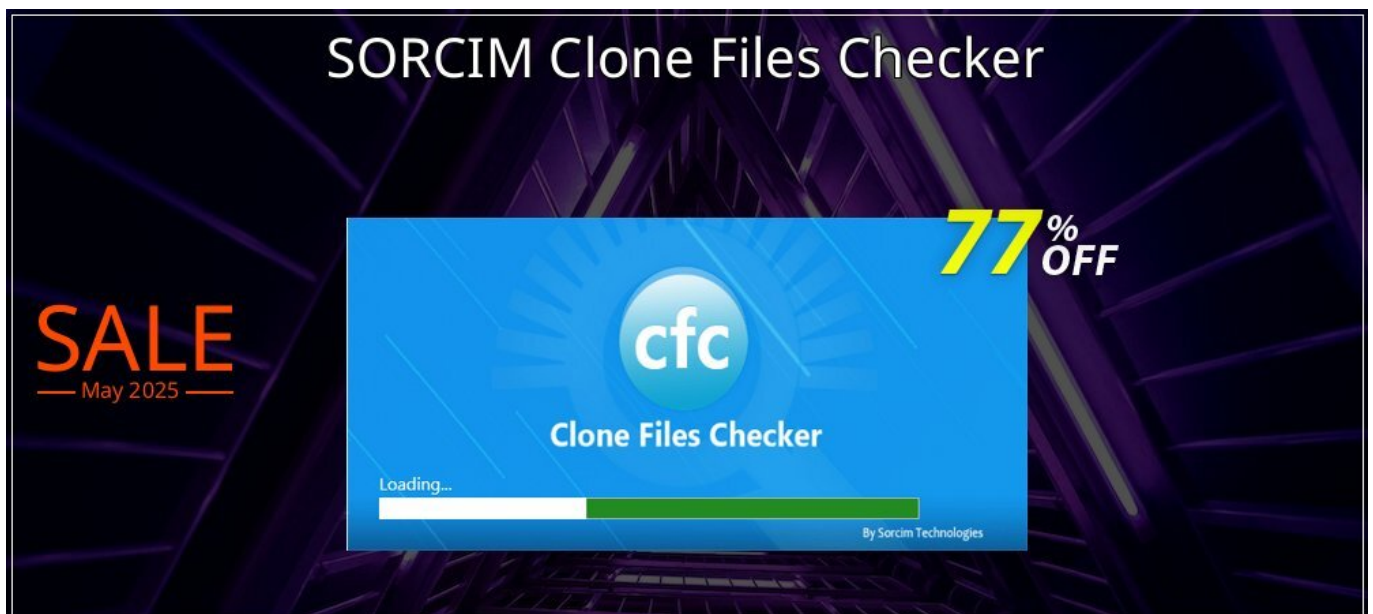 SORCIM Clone Files Checker
77% OFF
SALE
May 2025
cfc
Clone Files Checker
Loading...
By Sorcim Technologies